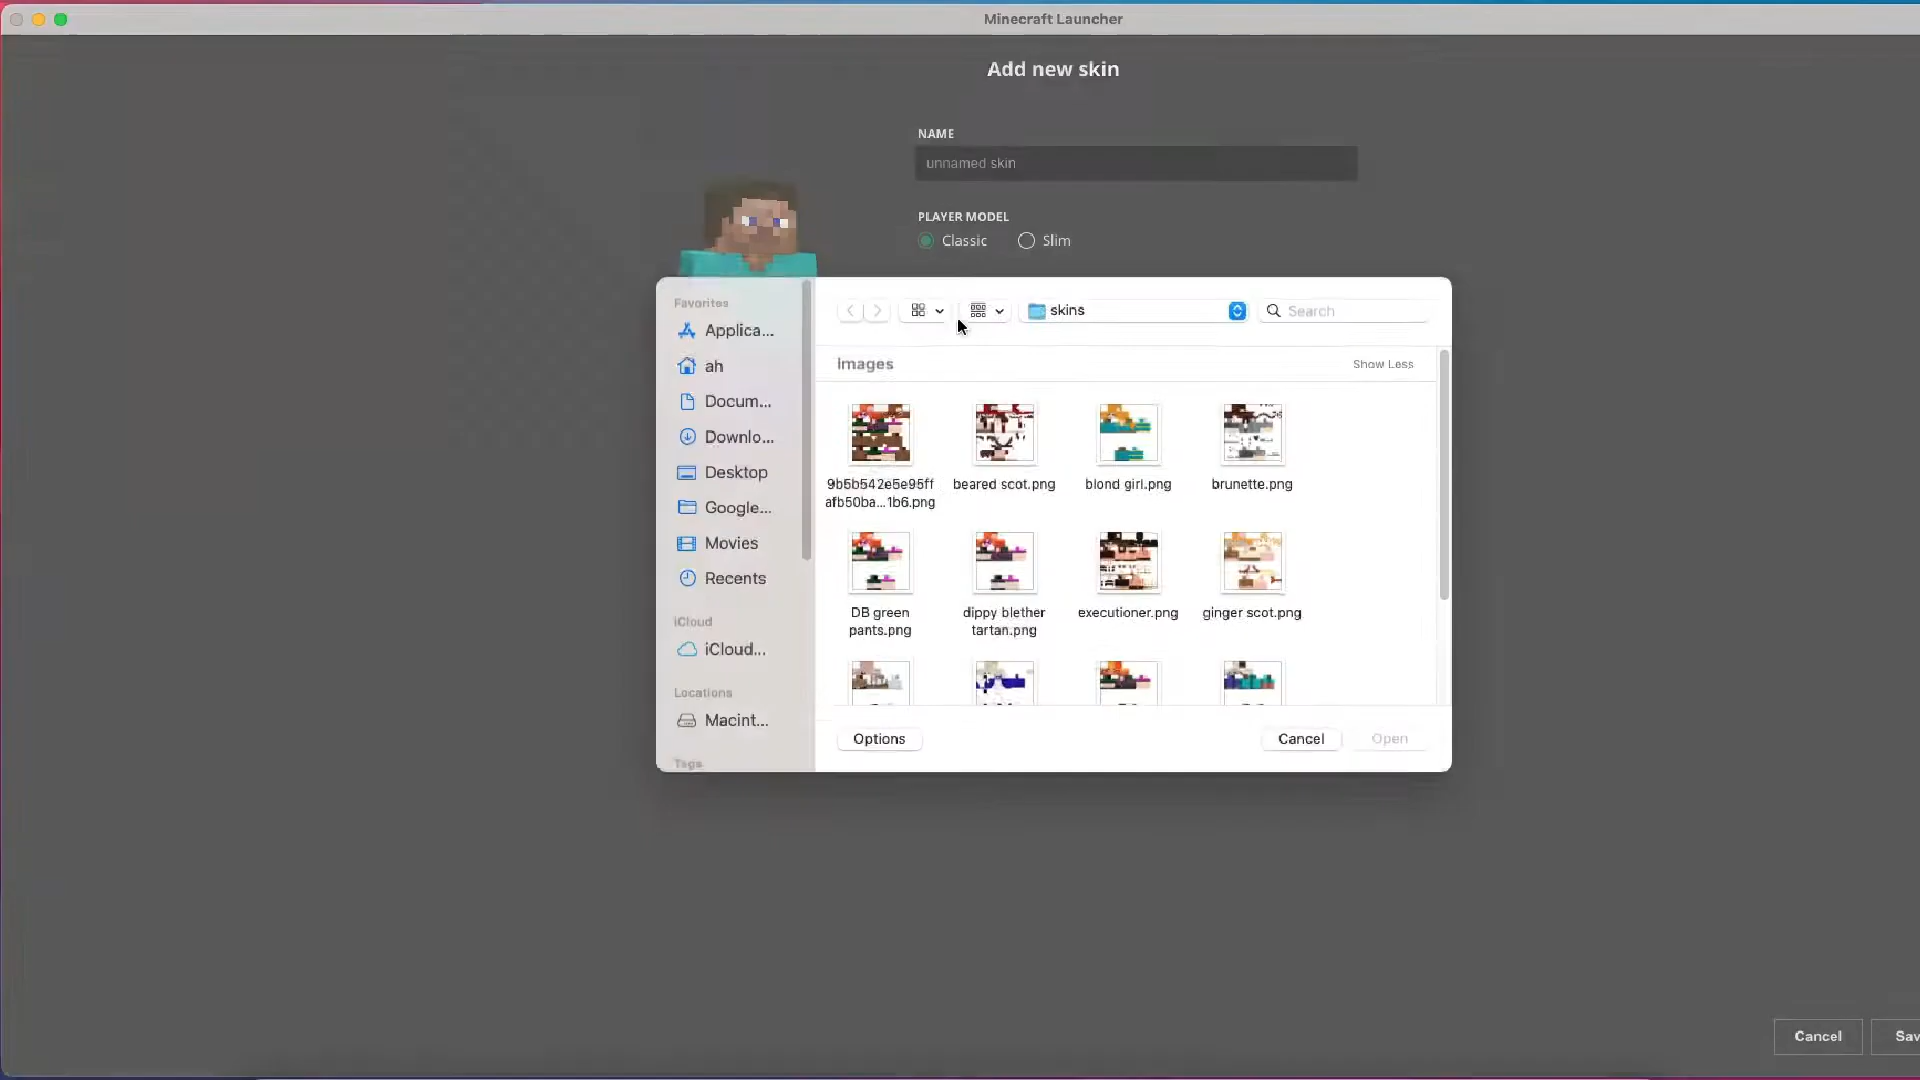 Minecraft Launcher
Add new skin
NAME
unnamed skin
PLAYER MODEL
Classic
Slim
Favorites
Applica...
ah
Docum...
Downlo...
Desktop
Google...
Movies
Recents
iCloud
iCloud...
Locations
Macint...
Tags
skins
Search
Images
Show Less
9b5b542e5e95ff
afb50ba...1b6.png
beared scot.png
blond girl.png
brunette.png
DB green
pants.png
dippy blether
tartan.png
executioner.png
ginger scot.png
Options
Cancel
Open
Cancel
Sav